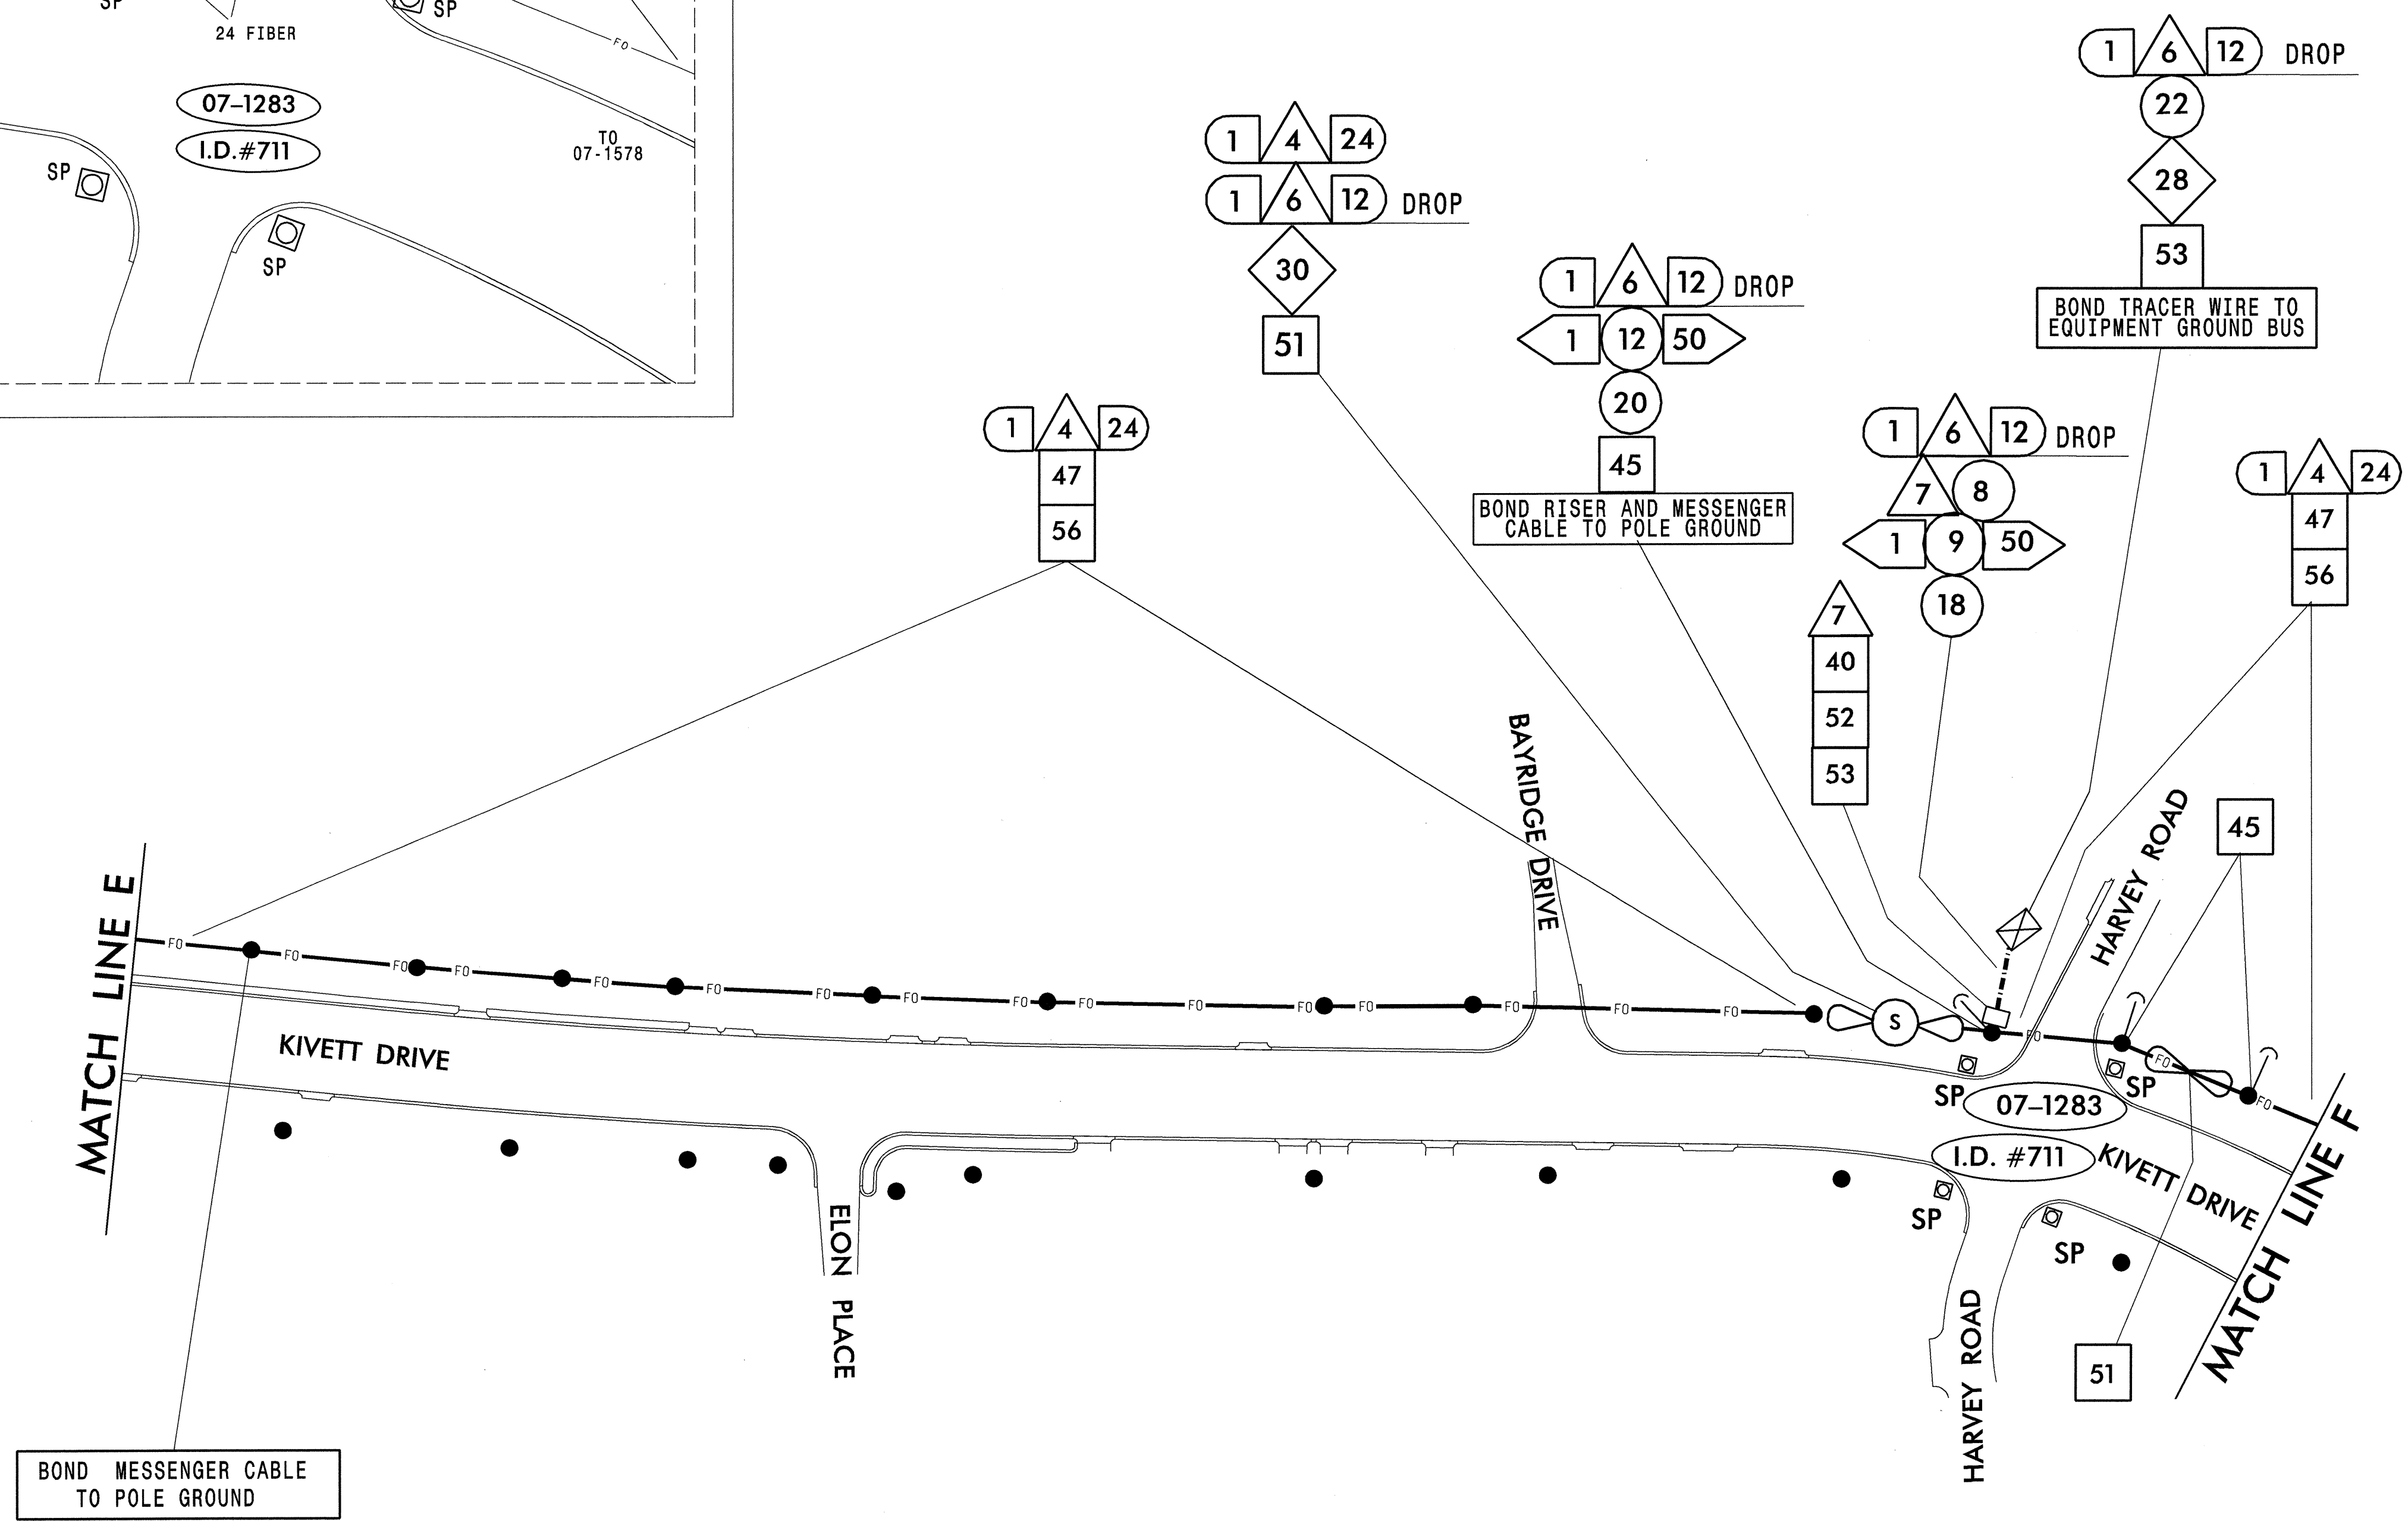 SP
SP
24 FIBER
FO
07-1283
I.D.#711
TO
07-1578
SP
SP
1 4 24
1 6 12 DROP
30
51
1 6 12 DROP
1 12 50
20
45
BOND RISER AND MESSENGER
CABLE TO POLE GROUND
1 6 12 DROP
22
28
53
BOND TRACER WIRE TO
EQUIPMENT GROUND BUS
1 4 24
47
56
1 6 12 DROP
7 8
1 9 50
18
7
40
52
53
1 4 24
47
56
45
BAYRIDGE DRIVE
HARVEY ROAD
MATCH LINE E
FO FO FO FO FO FO FO FO FO FO FO FO FO FO FO FO
S
FO
FO
FO
KIVETT DRIVE
SP
SP
07-1283
I.D. #711
KIVETT DRIVE
MATCH LINE F
SP
SP
ELON PLACE
HARVEY ROAD
51
BOND MESSENGER CABLE
TO POLE GROUND